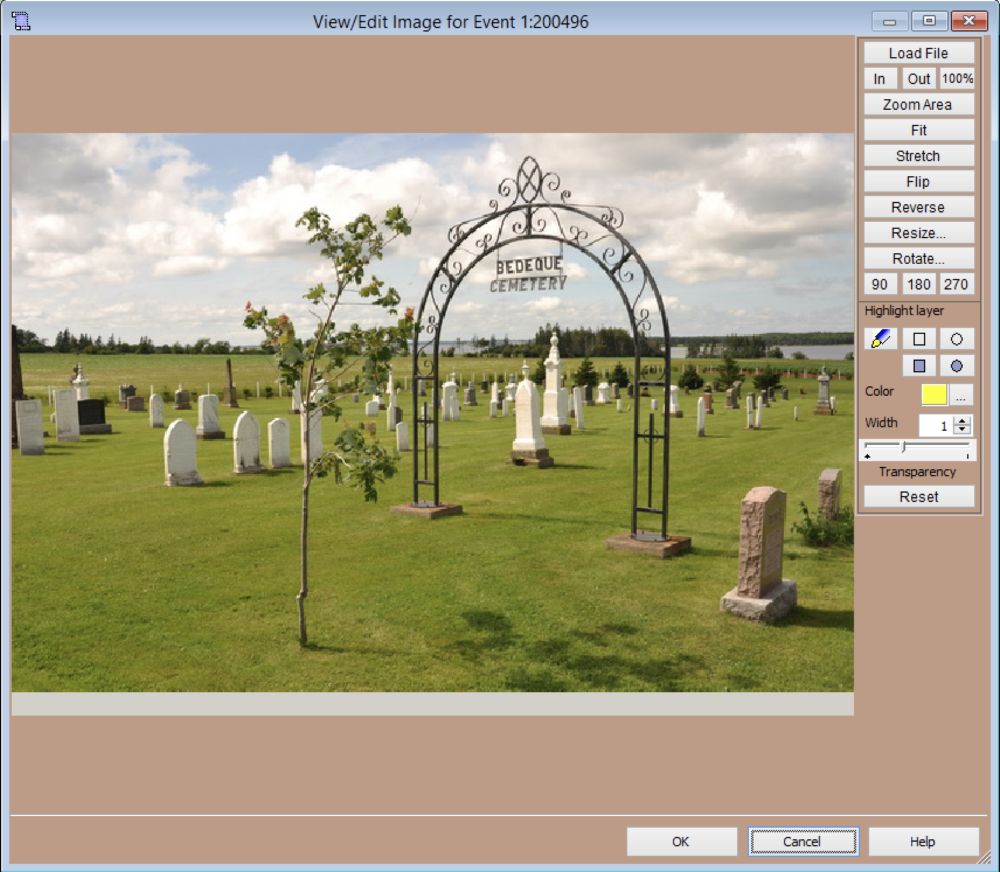 View/Edit Image for Event 1:200496
Load File
In Out 100%
Zoom Area
Fit
Stretch
Flip
Reverse
Resize...
Rotate...
90 180 270
Highlight layer
Color ...
Width 1
Transparency
Reset
BEDEQUE
CEMETERY
OK Cancel Help